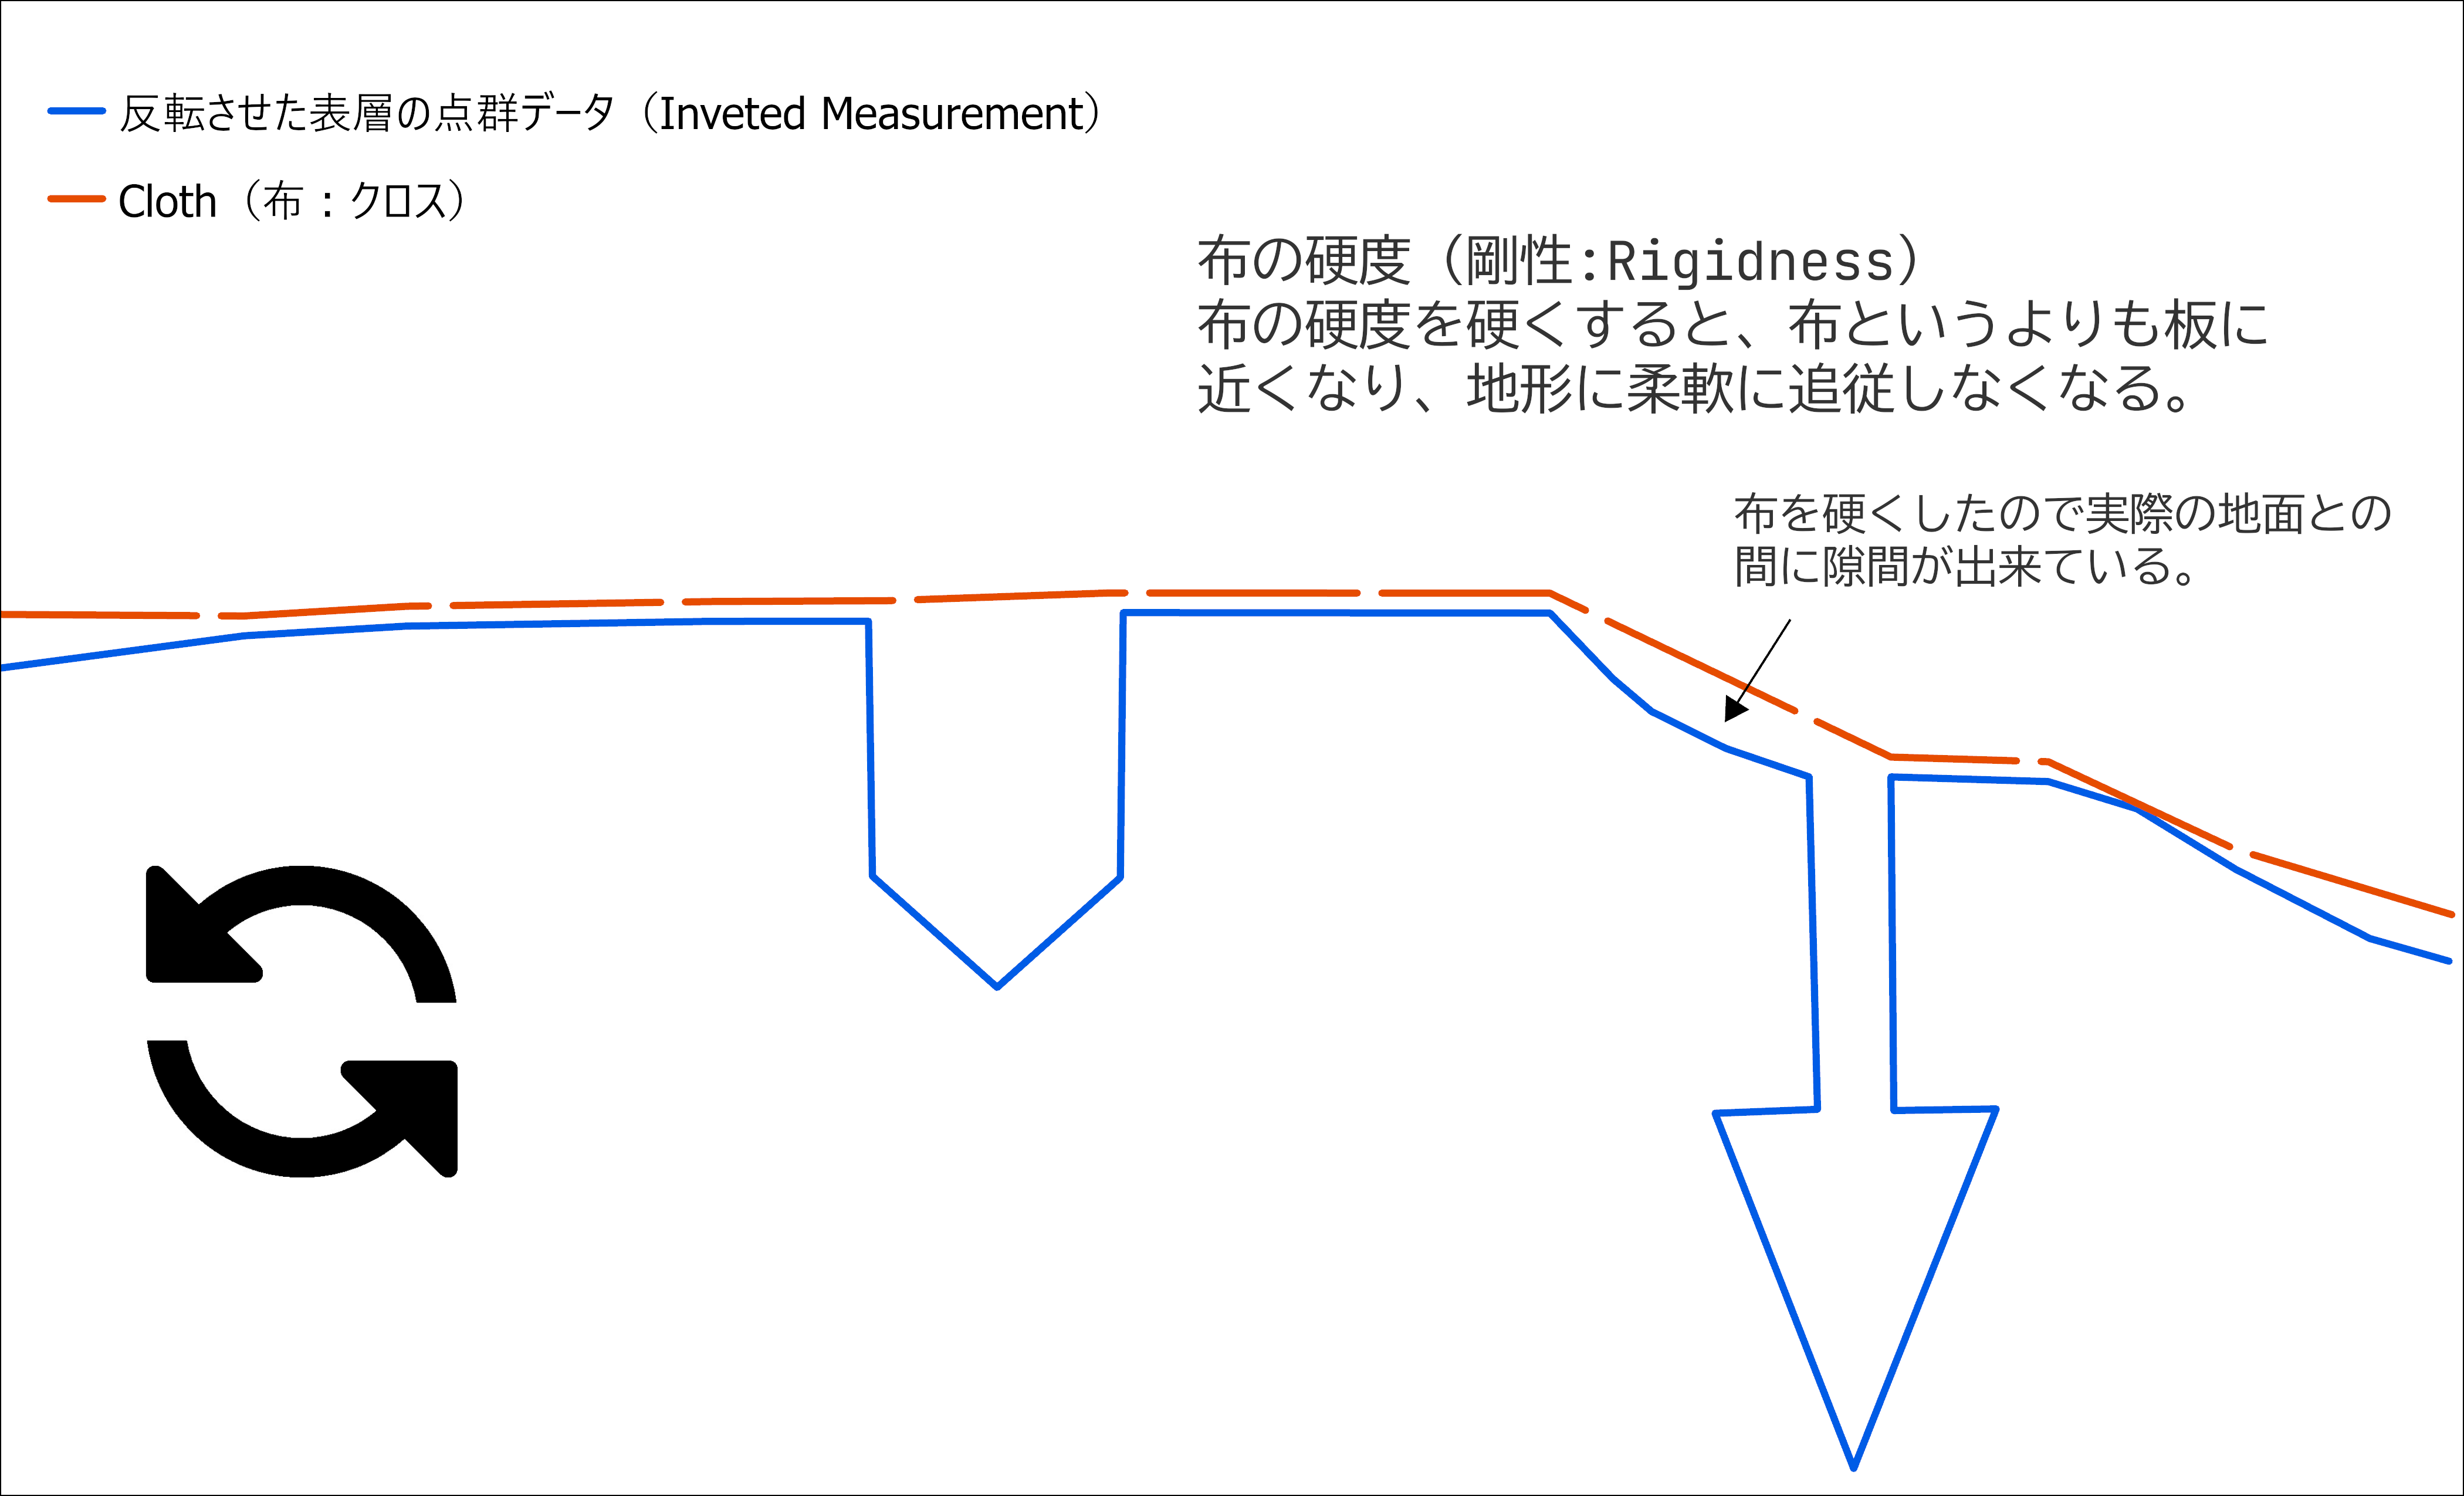 反転させた表層の点群データ（Inveted Measurement）
Cloth（布：クロス）
布の硬度（剛性:Rigidness）
布の硬度を硬くすると、布というよりも板に
近くなり、地形に柔軟に追従しなくなる。
布を硬くしたので実際の地面との
間に隙間が出来ている。